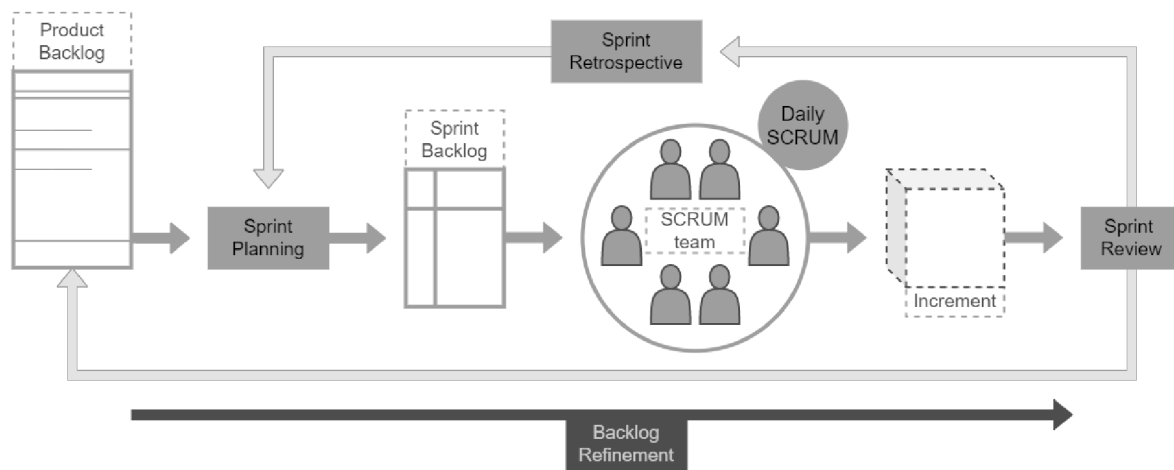 Product
Backlog
Sprint
Retrospective
Daily
SCRUM
Sprint
Backlog
Sprint
Planning
SCRUM
team
Increment
Sprint
Review
Backlog
Refinement